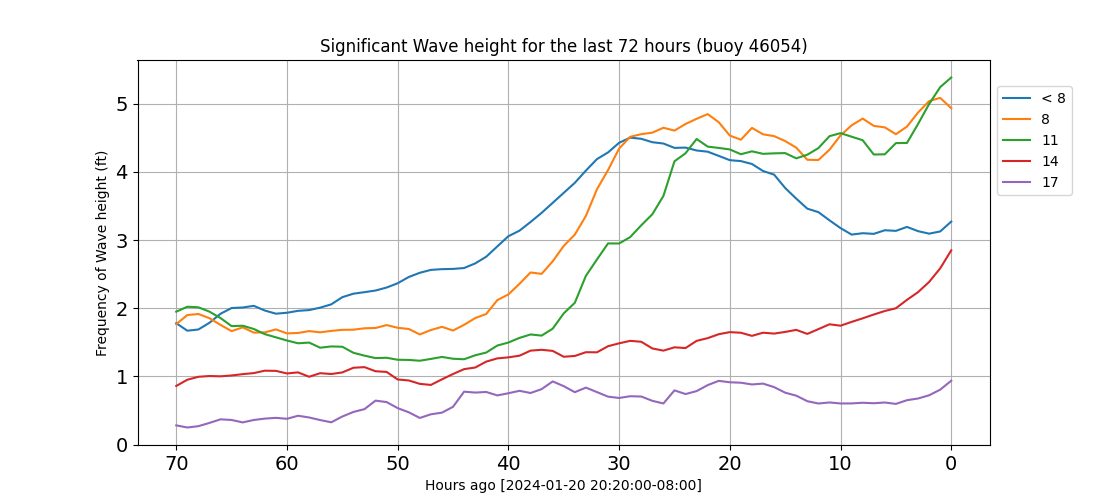 Significant Wave height for the last 72 hours (buoy 46054)
Frequency of Wave height (ft)
5
4
3
2
1
0
70 60 50 40 30 20 10 0
Hours ago [2024-01-20 20:20:00-08:00]
< 8
8
11
14
17